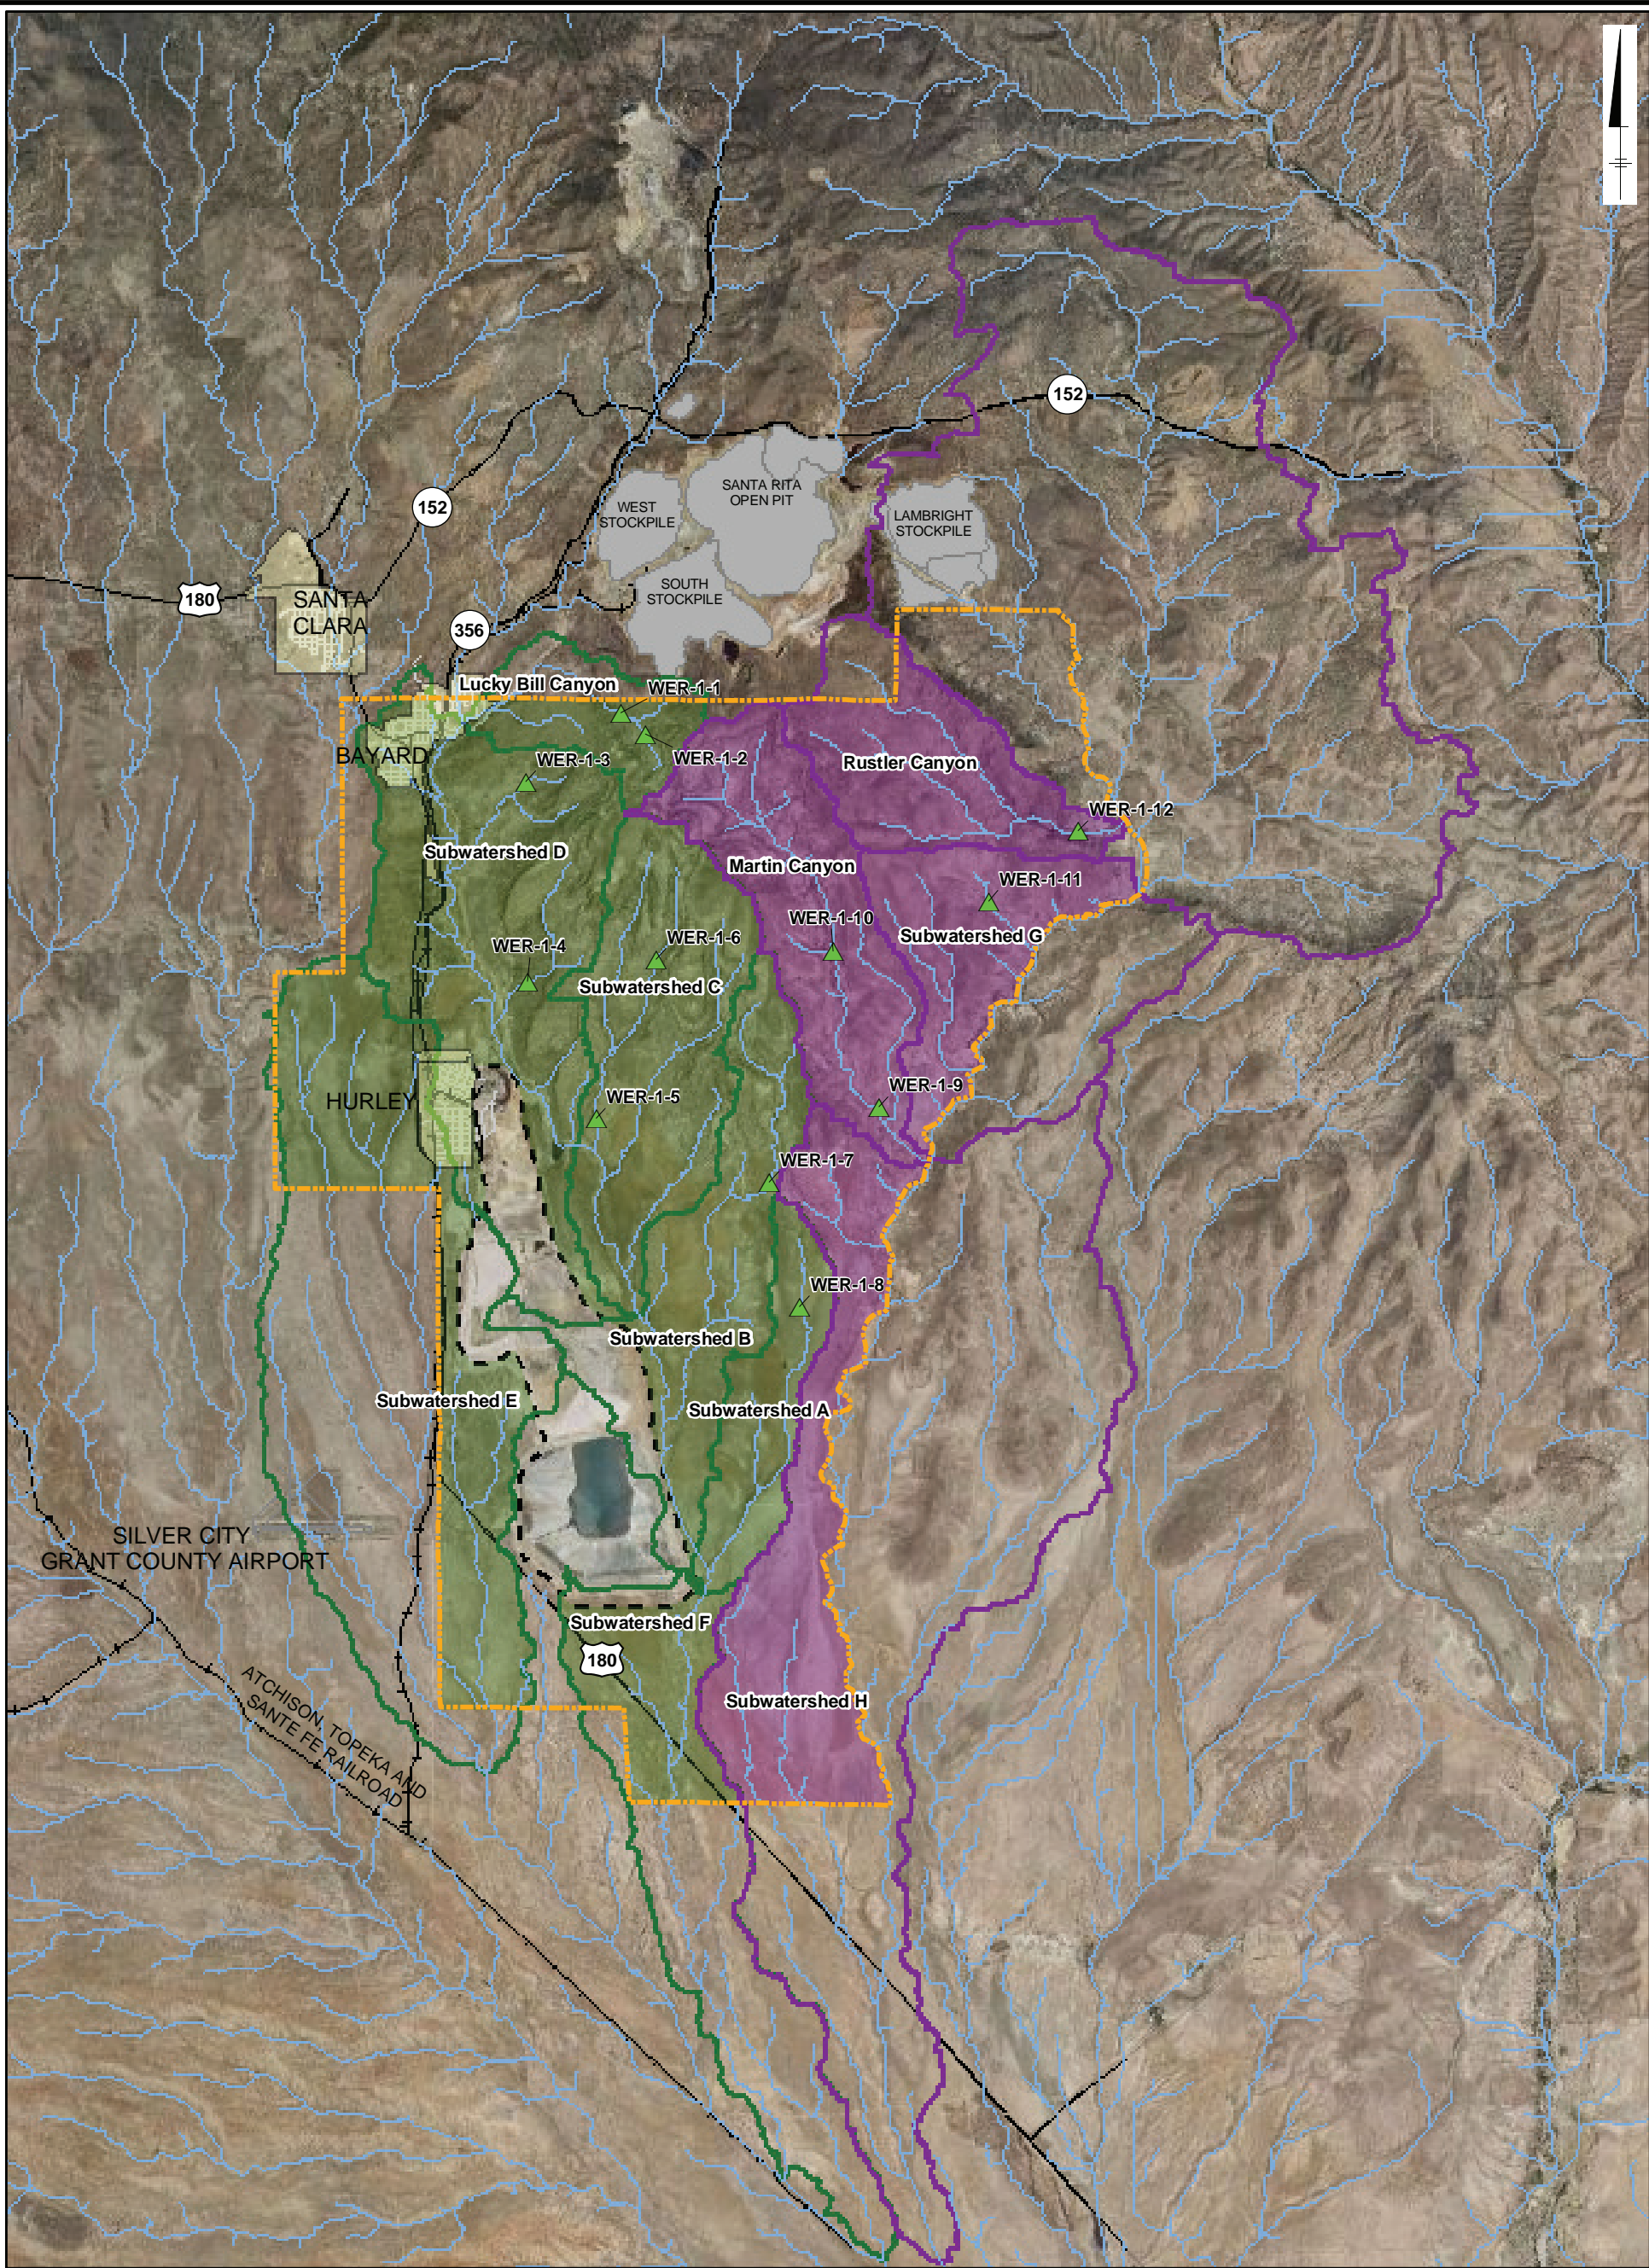 152
152
SANTA RITA
OPEN PIT
WEST
STOCKPILE
LAMBRIGHT
STOCKPILE
SOUTH
STOCKPILE
180
SANTA
CLARA
356
Lucky Bill Canyon
WER-1-1
BAYARD
WER-1-3
WER-1-2
Rustler Canyon
WER-1-12
Subwatershed D
Martin Canyon
WER-1-11
WER-1-10
Subwatershed G
WER-1-4
WER-1-6
Subwatershed C
HURLEY
WER-1-5
WER-1-9
WER-1-7
WER-1-8
Subwatershed B
Subwatershed E
Subwatershed A
SILVER CITY
GRANT COUNTY AIRPORT
Subwatershed F
180
Subwatershed H
ATCHISON, TOPEKA AND
SANTE FE RAILROAD